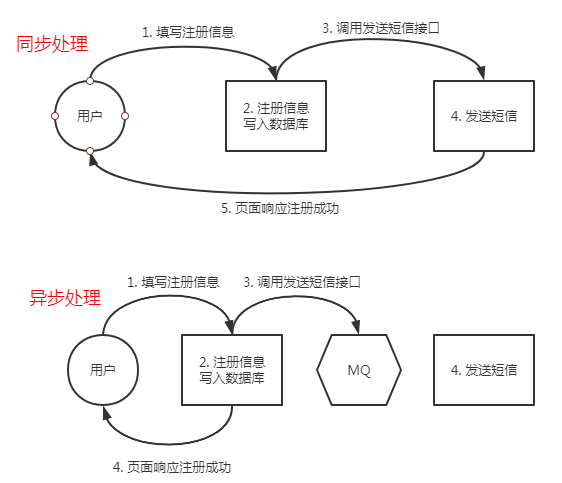 同步处理
1. 填写注册信息
3. 调用发送短信接口
用户
2. 注册信息
写入数据库
4. 发送短信
5. 页面响应注册成功
异步处理
1. 填写注册信息
3. 调用发送短信接口
用户
2. 注册信息
写入数据库
MQ
4. 发送短信
4. 页面响应注册成功